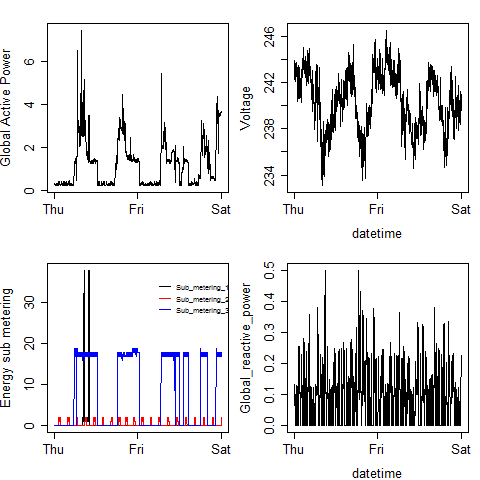 Global Active Power
0 2 4 6
Thu Fri Sat
Voltage
234 238 242 246
Thu Fri Sat
datetime
Energy sub metering
0 10 20 30
Sub_metering_1
Sub_metering_2
Sub_metering_3
Thu Fri Sat
Global_reactive_power
0.0 0.1 0.2 0.3 0.4 0.5
Thu Fri Sat
datetime